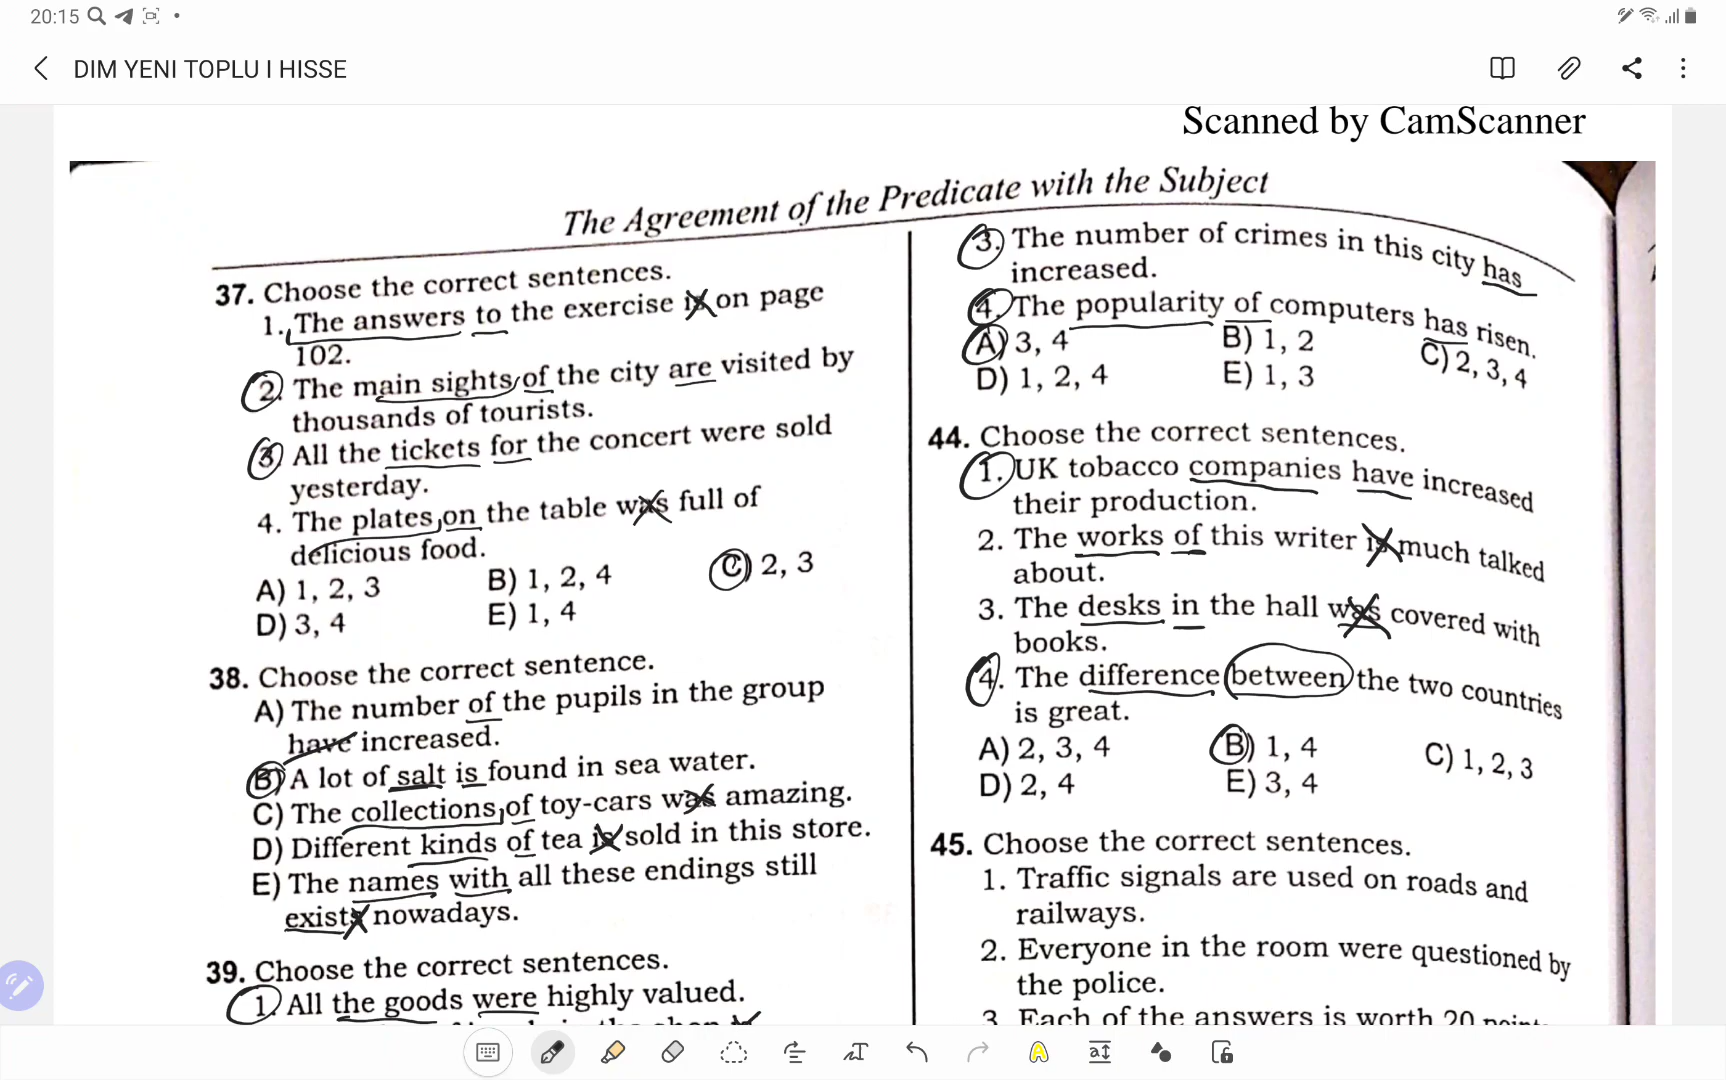 20:15
DIM YENI TOPLU I HISSE
Scanned by CamScanner
The Agreement of the Predicate with the Subject
37. Choose the correct sentences.
1. The answers to the exercise is on page
102.
2. The main sights of the city are visited by
thousands of tourists.
3. All the tickets for the concert were sold
yesterday.
4. The plates on the table was full of
delicious food.
A) 1, 2, 3 B) 1, 2, 4 C) 2, 3
D) 3, 4 E) 1, 4
38. Choose the correct sentence.
A) The number of the pupils in the group
have increased.
B) A lot of salt is found in sea water.
C) The collections of toy-cars was amazing.
D) Different kinds of tea is sold in this store.
E) The names with all these endings still
exists nowadays.
39. Choose the correct sentences.
1. All the goods were highly valued.
3. The number of crimes in this city has
increased.
4. The popularity of computers has risen.
A) 3, 4 B) 1, 2 C) 2, 3, 4
D) 1, 2, 4 E) 1, 3
44. Choose the correct sentences.
1. UK tobacco companies have increased
their production.
2. The works of this writer is much talked
about.
3. The desks in the hall was covered with
books.
4. The difference between the two countries
is great.
A) 2, 3, 4 B) 1, 4 C) 1, 2, 3
D) 2, 4 E) 3, 4
45. Choose the correct sentences.
1. Traffic signals are used on roads and
railways.
2. Everyone in the room were questioned by
the police.
3. Each of the answers is worth 20